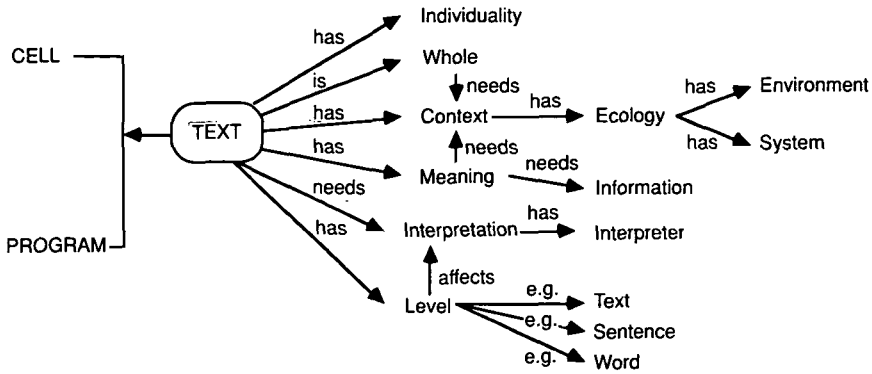 Individuality
has
CELL
Whole
is
needs
has
Environment
has
Context
has
Ecology
TEXT
has
System
has
needs
Meaning
needs
Information
needs
PROGRAM
has
Interpretation
has
Interpreter
affects
Level
e.g.
Text
e.g.
Sentence
e.g.
Word